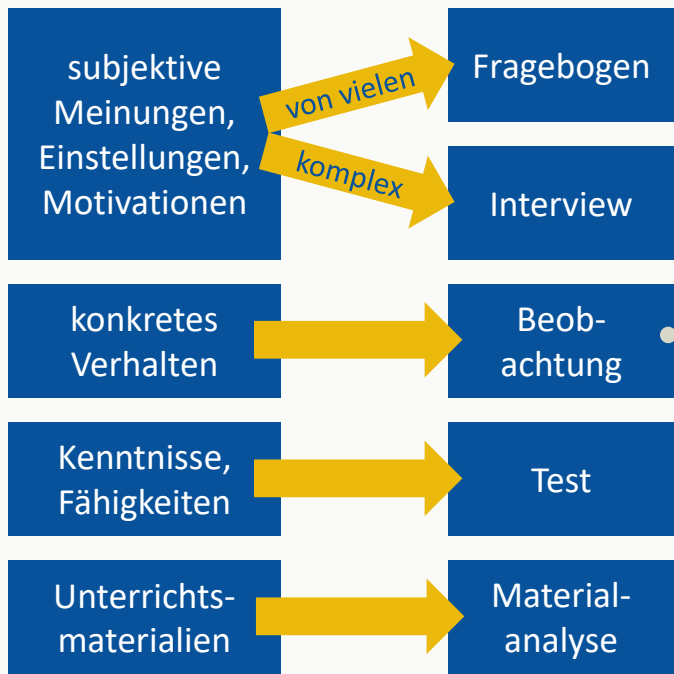 subjektive
Meinungen,
Einstellungen,
Motivationen
von vielen
Fragebogen
komplex
Interview
konkretes
Verhalten
Beob-
achtung
Kenntnisse,
Fähigkeiten
Test
Unterrichts-
materialien
Material-
analyse